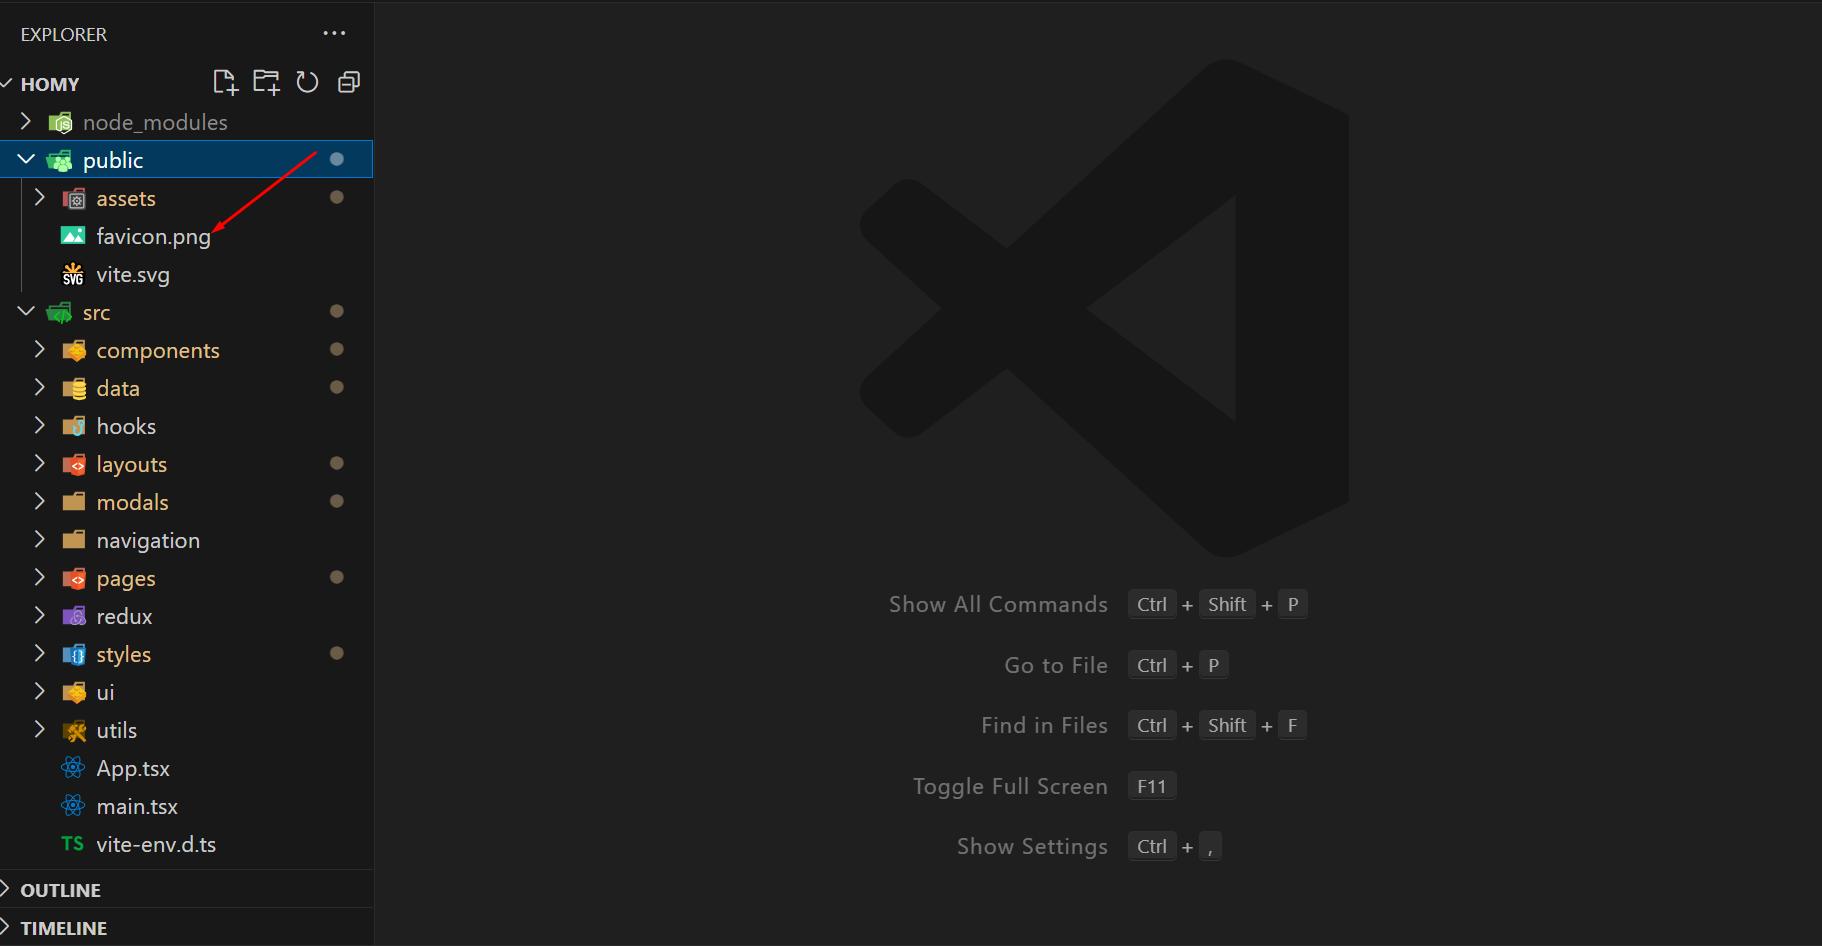 EXPLORER
HOMY
node_modules
public
assets
favicon.png
vite.svg
src
components
data
hooks
layouts
modals
navigation
pages
redux
styles
ui
utils
App.tsx
main.tsx
TS vite-env.d.ts
OUTLINE
TIMELINE
Show All Commands Ctrl + Shift + P
Go to File Ctrl + P
Find in Files Ctrl + Shift + F
Toggle Full Screen F11
Show Settings Ctrl + ,